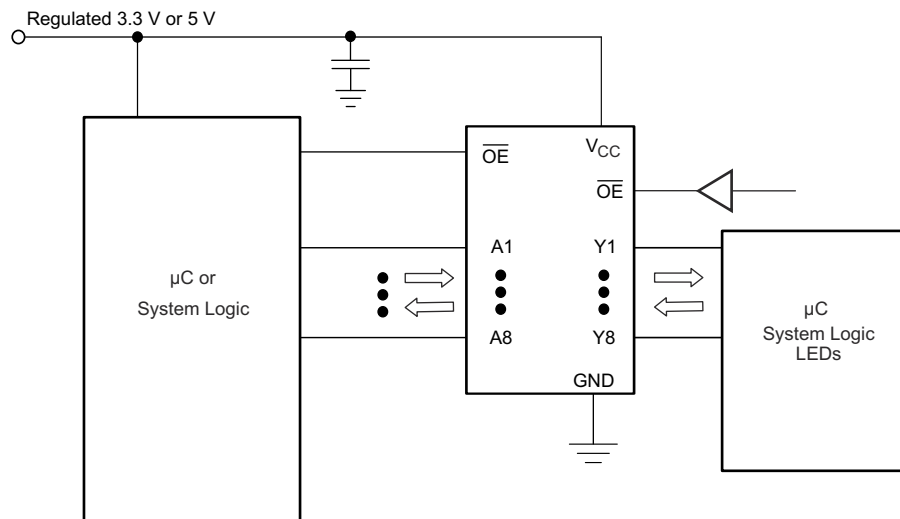 Regulated 3.3 V or 5 V
OE
VCC
OE
A1
Y1
µC or
System Logic
A8
Y8
µC
System Logic
LEDs
GND